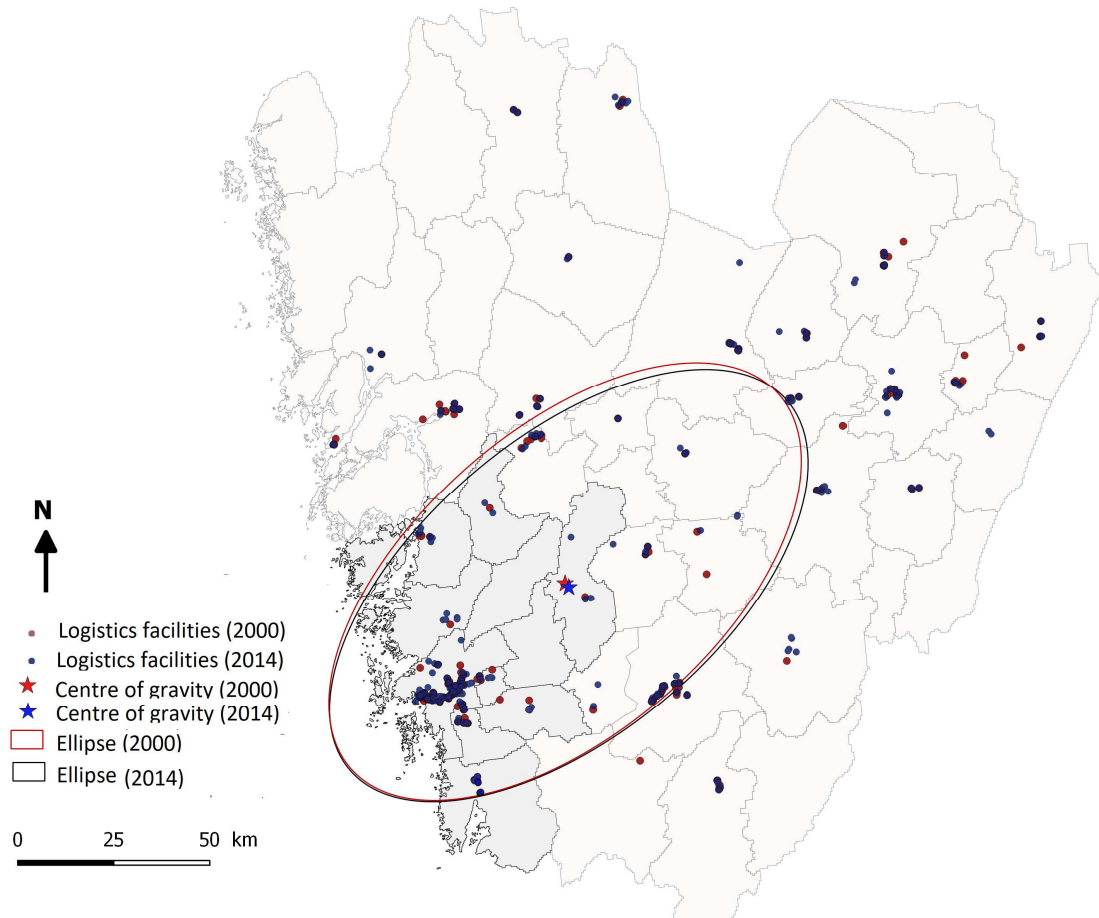 N
Logistics facilities (2000)
Logistics facilities (2014)
Centre of gravity (2000)
Centre of gravity (2014)
Ellipse (2000)
Ellipse (2014)
0 25 50 km